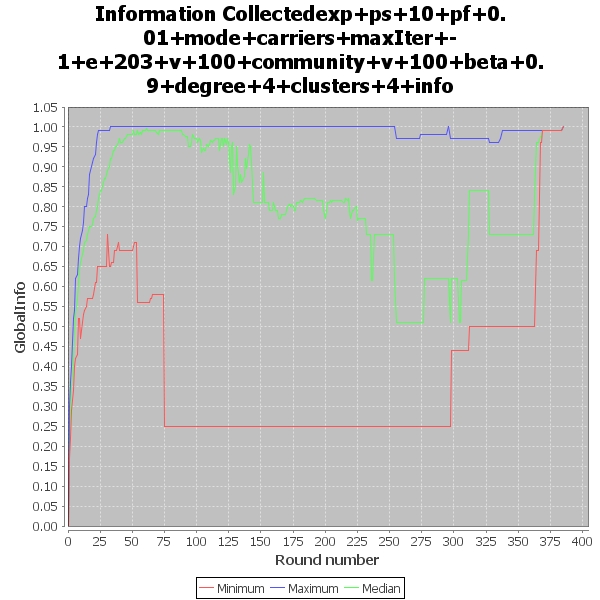 Information Collectedexp+ps+10+pf+0.
01+mode+carriers+maxIter+-
1+e+203+v+100+community+v+100+beta+0.
9+degree+4+clusters+4+info
1.05
1.00
0.95
0.90
0.85
0.80
0.75
0.70
0.65
0.60
0.55
0.50
0.45
0.40
0.35
0.30
0.25
0.20
0.15
0.10
0.05
0.00
GlobalInfo
0 25 50 75 100 125 150 175 200 225 250 275 300 325 350 375 400
Round number
Minimum Maximum Median